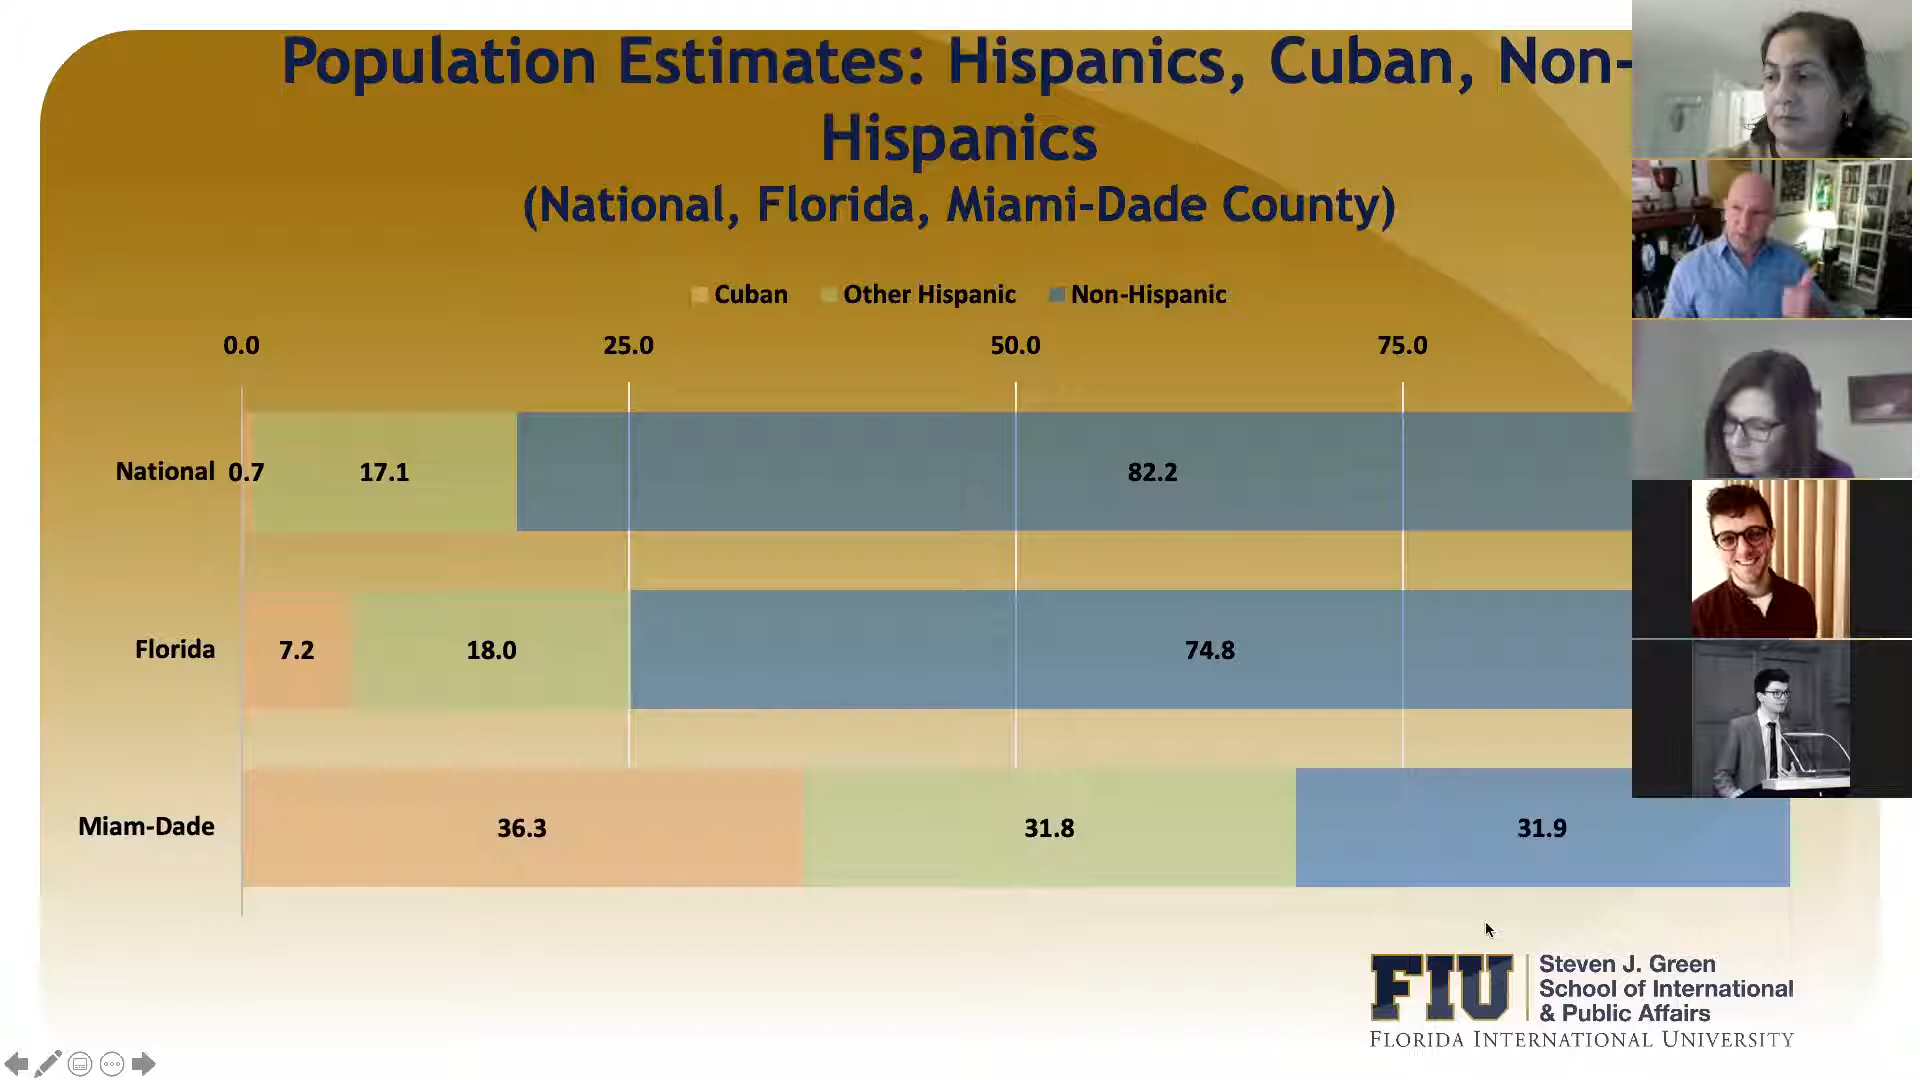 Population Estimates: Hispanics, Cuban, Non-
Hispanics
(National, Florida, Miami-Dade County)
Cuban Other Hispanic Non-Hispanic
0.0 25.0 50.0 75.0
National 0.7 17.1 82.2
Florida 7.2 18.0 74.8
Miam-Dade 36.3 31.8 31.9
FIU
Steven J. Green
School of International
& Public Affairs
FLORIDA INTERNATIONAL UNIVERSITY